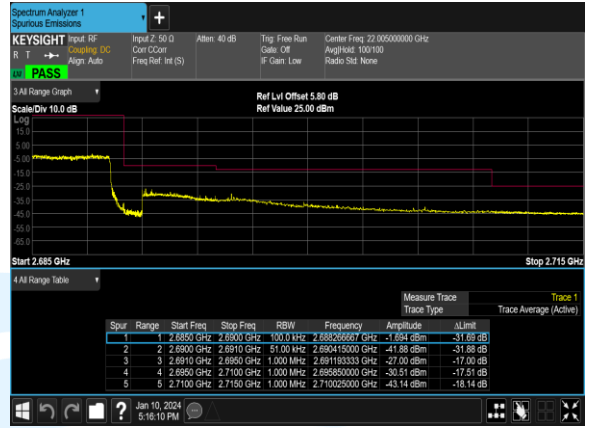 Spectrum Analyzer 1
Spurious Emissions
KEYSIGHT Input: RF Input Z: 50 Ω Atten: 40 dB Trig: Free Run Center Freq: 22.005000000 GHz
R T Coupling: DC Corr CCorr Gate: Off Avg|Hold: 100/100
Align: Auto Freq Ref: Int (S) IF Gain: Low Radio Std: None
LW PASS
3 All Range Graph
Ref Lvl Offset 5.80 dB
Scale/Div 10.0 dB Ref Value 25.00 dBm
Log
15.0
5.00
-5.00
-15.0
-25.0
-35.0
-45.0
-55.0
-65.0
Start 2.685 GHz Stop 2.715 GHz
4 All Range Table
Measure Trace Trace 1
Trace Type Trace Average (Active)
Spur Range Start Freq Stop Freq RBW Frequency Amplitude ΔLimit
1 1 2.6850 GHz 2.6900 GHz 100.0 kHz 2.688266667 GHz -1.694 dBm -31.69 dB
2 2 2.6900 GHz 2.6910 GHz 51.00 kHz 2.690415000 GHz -41.88 dBm -31.88 dB
3 3 2.6910 GHz 2.6950 GHz 1.000 MHz 2.691193333 GHz -27.00 dBm -17.00 dB
4 4 2.6950 GHz 2.7100 GHz 1.000 MHz 2.695850000 GHz -30.51 dBm -17.51 dB
5 5 2.7100 GHz 2.7150 GHz 1.000 MHz 2.710025000 GHz -43.14 dBm -18.14 dB
Jan 10, 2024
5:16:10 PM